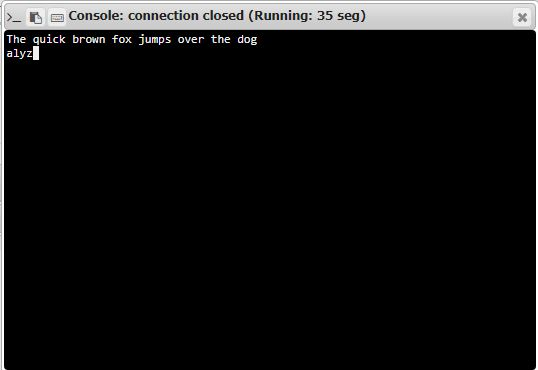 >_ Console: connection closed (Running: 35 seg)
The quick brown fox jumps over the dog
alyz